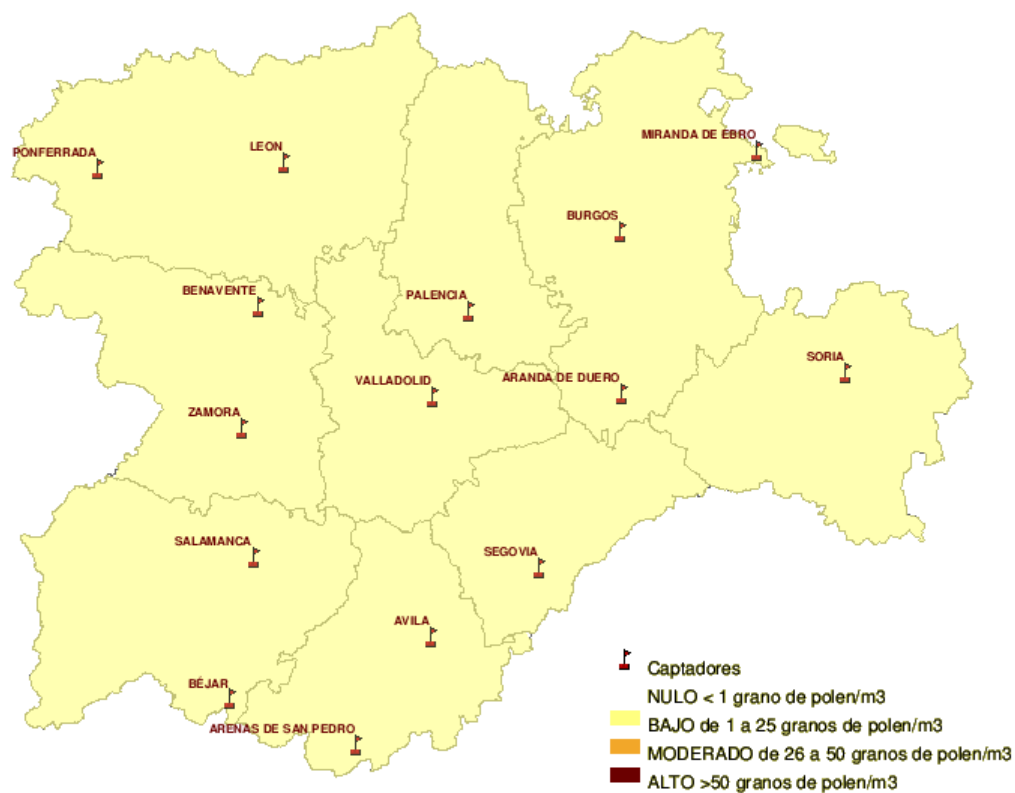 MIRANDA DE EBRO
PONFERRADA
LEON
BURGOS
BENAVENTE
PALENCIA
SORIA
VALLADOLID
ARANDA DE DUERO
ZAMORA
SALAMANCA
SEGOVIA
AVILA
BÉJAR
ARENAS DE SAN PEDRO
Captadores
NULO < 1 grano de polen/m3
BAJO de 1 a 25 granos de polen/m3
MODERADO de 26 a 50 granos de polen/m3
ALTO >50 granos de polen/m3